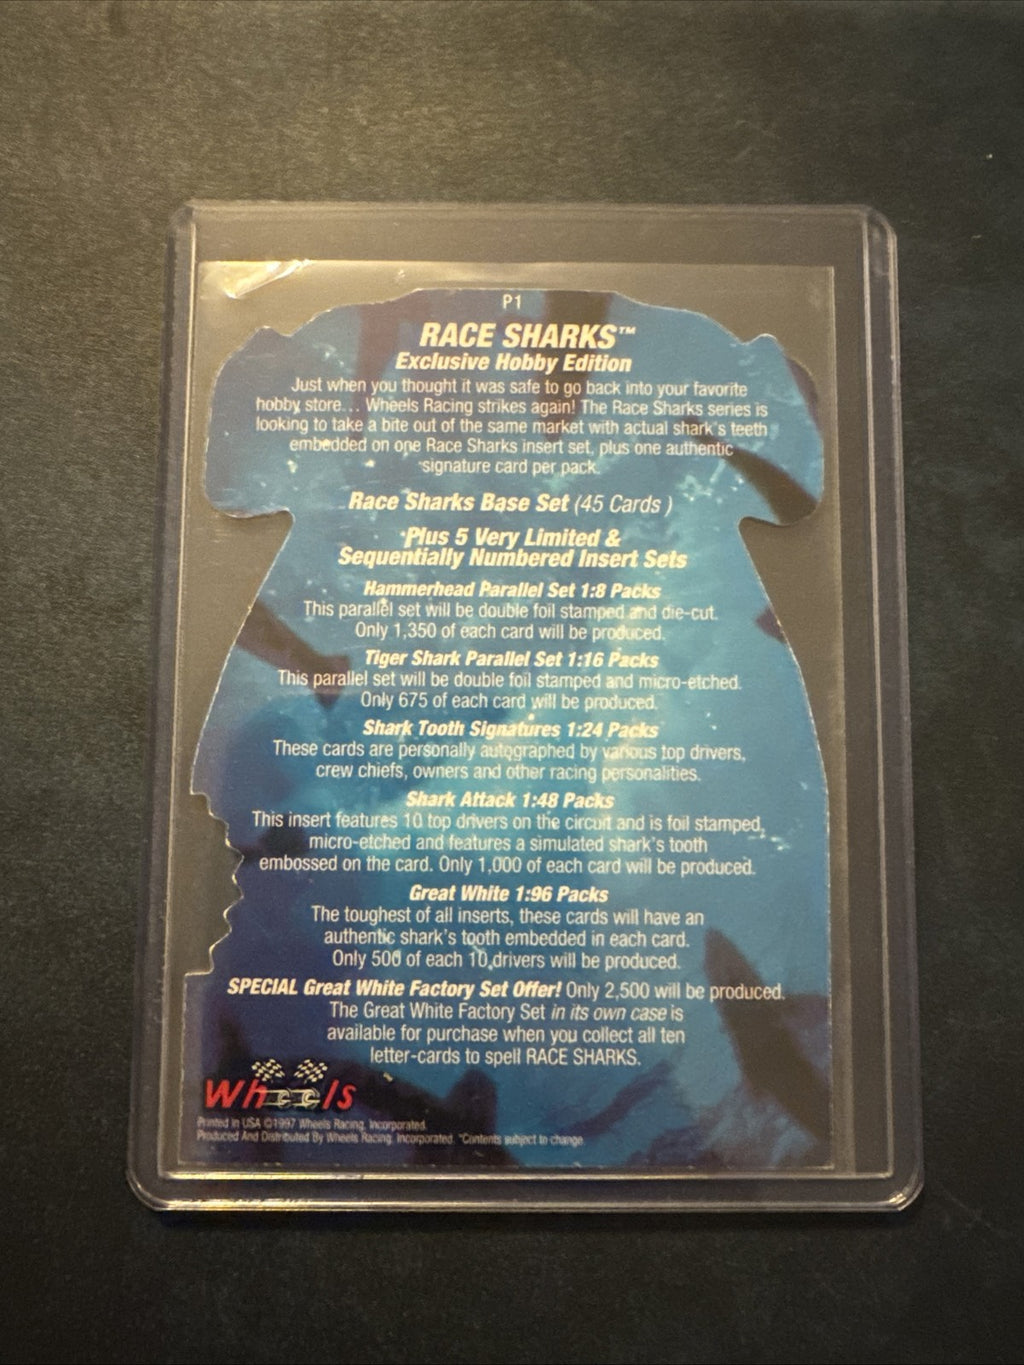 P1
RACE SHARKS™
Exclusive Hobby Edition
Just when you thought it was safe to go back into your favorite
hobby store... Wheels Racing strikes again! The Race Sharks series is
looking to take a bite out of the same market with actual shark's teeth
embedded on one Race Sharks insert set, plus one authentic
signature card per pack.
Race Sharks Base Set (45 Cards )
Plus 5 Very Limited &
Sequentially Numbered Insert Sets
Hammerhead Parallel Set 1:8 Packs
This parallel set will be double foil stamped and die-cut.
Only 1,350 of each card will be produced.
Tiger Shark Parallel Set 1:16 Packs
This parallel set will be double foil stamped and micro-etched.
Only 675 of each card will be produced.
Shark Tooth Signatures 1:24 Packs
These cards are personally autographed by various top drivers,
crew chiefs, owners and other racing personalities.
Shark Attack 1:48 Packs
This insert features 10 top drivers on the circuit and is foil stamped,
micro-etched and features a simulated shark's tooth
embossed on the card. Only 1,000 of each card will be produced.
Great White 1:96 Packs
The toughest of all inserts, these cards will have an
authentic shark's tooth embedded in each card.
Only 500 of each 10 drivers will be produced.
SPECIAL Great White Factory Set Offer! Only 2,500 will be produced.
The Great White Factory Set in its own case is
available for purchase when you collect all ten
letter-cards to spell RACE SHARKS.
Wheels
Printed In USA ©1997 Wheels Racing, Incorporated.
Produced And Distributed By Wheels Racing, Incorporated. *Contents subject to change.